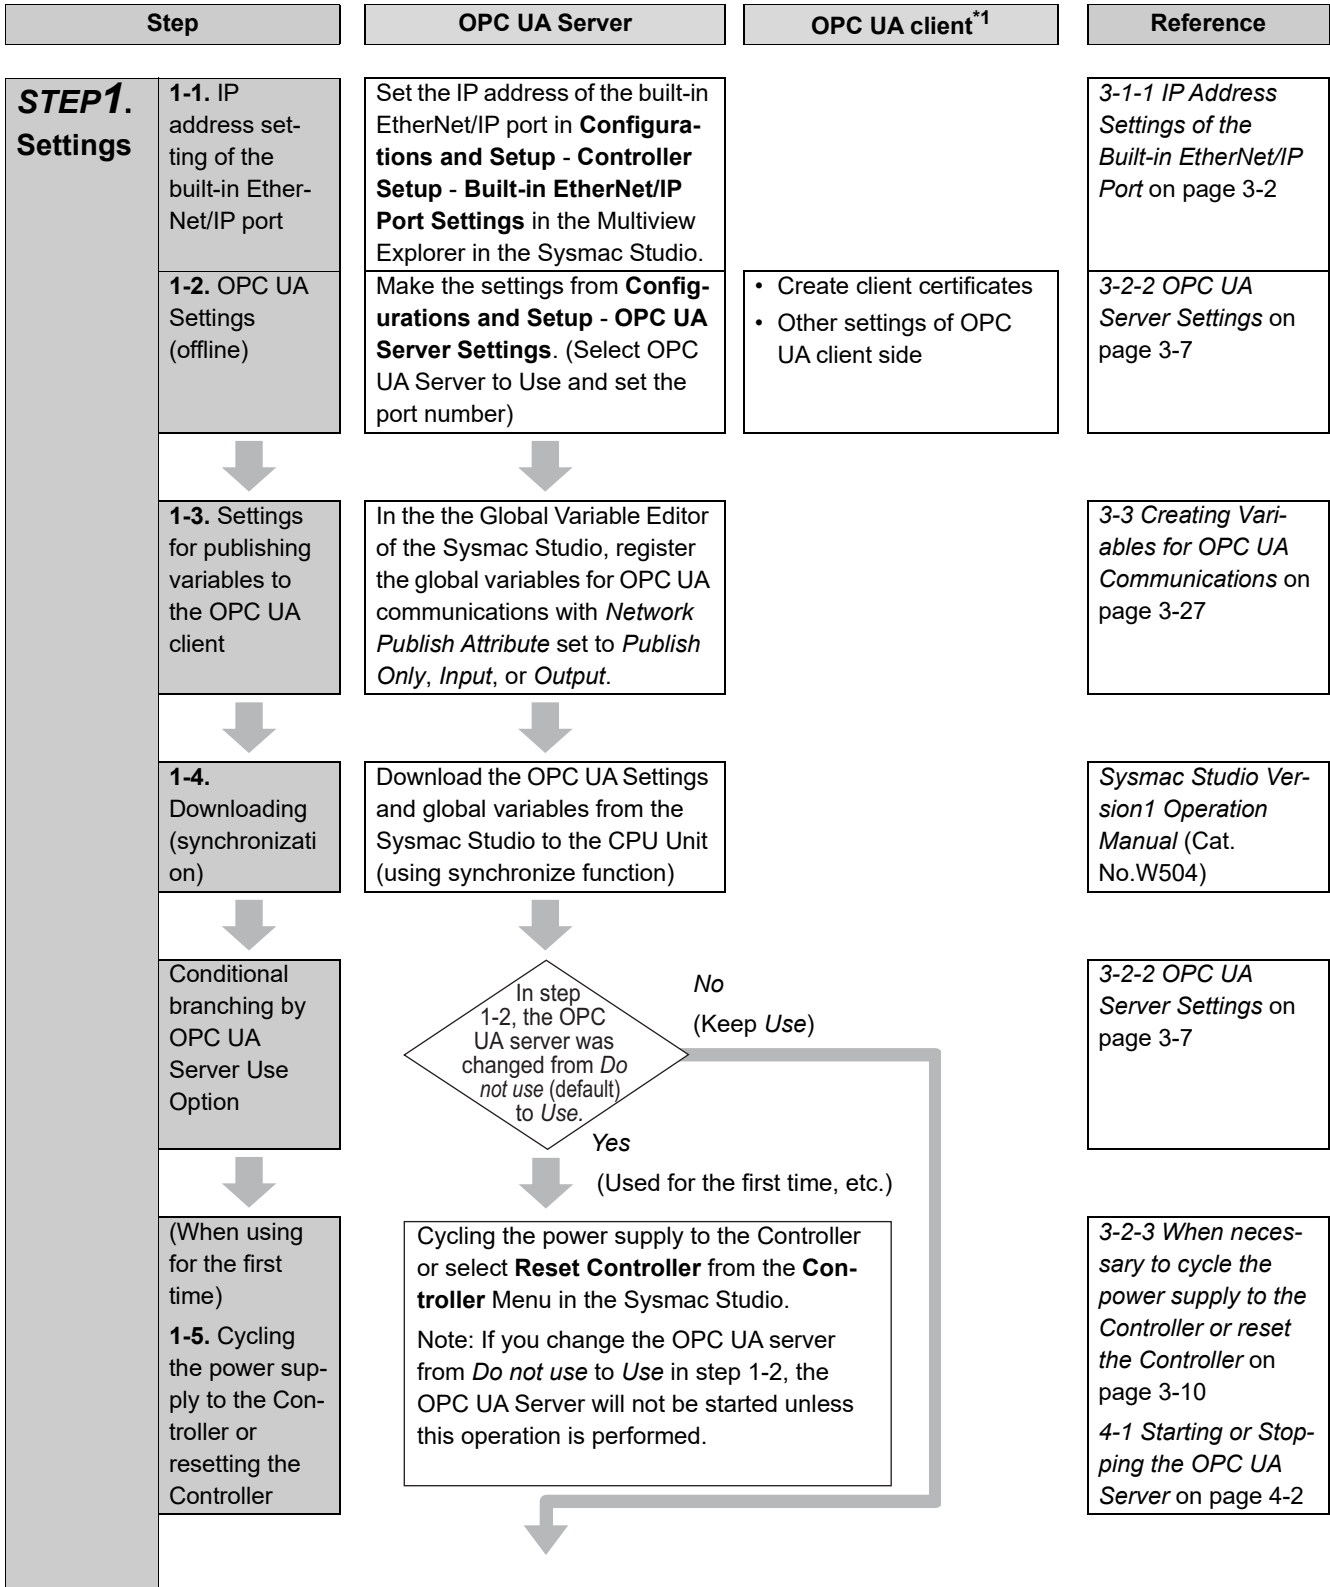 Step
OPC UA Server
OPC UA client*1
Reference
STEP1.
Settings
1-1. IP
address set-
ting of the
built-in Ether-
Net/IP port
Set the IP address of the built-in
EtherNet/IP port in Configura-
tions and Setup - Controller
Setup - Built-in EtherNet/IP
Port Settings in the Multiview
Explorer in the Sysmac Studio.
3-1-1 IP Address
Settings of the
Built-in EtherNet/IP
Port on page 3-2
1-2. OPC UA
Settings
(offline)
Make the settings from Config-
urations and Setup - OPC UA
Server Settings. (Select OPC
UA Server to Use and set the
port number)
• Create client certificates
• Other settings of OPC
UA client side
3-2-2 OPC UA
Server Settings on
page 3-7
1-3. Settings
for publishing
variables to
the OPC UA
client
In the the Global Variable Editor
of the Sysmac Studio, register
the global variables for OPC UA
communications with Network
Publish Attribute set to Publish
Only, Input, or Output.
3-3 Creating Vari-
ables for OPC UA
Communications on
page 3-27
1-4.
Downloading
(synchronizati
on)
Download the OPC UA Settings
and global variables from the
Sysmac Studio to the CPU Unit
(using synchronize function)
Sysmac Studio Ver-
sion1 Operation
Manual (Cat.
No.W504)
Conditional
branching by
OPC UA
Server Use
Option
In step
1-2, the OPC
UA server was
changed from Do
not use (default)
to Use.
No
(Keep Use)
Yes
(Used for the first time, etc.)
3-2-2 OPC UA
Server Settings on
page 3-7
(When using
for the first
time)
1-5. Cycling
the power sup-
ply to the Con-
troller or
resetting the
Controller
Cycling the power supply to the Controller
or select Reset Controller from the Con-
troller Menu in the Sysmac Studio.
Note: If you change the OPC UA server
from Do not use to Use in step 1-2, the
OPC UA Server will not be started unless
this operation is performed.
3-2-3 When neces-
sary to cycle the
power supply to the
Controller or reset
the Controller on
page 3-10
4-1 Starting or Stop-
ping the OPC UA
Server on page 4-2